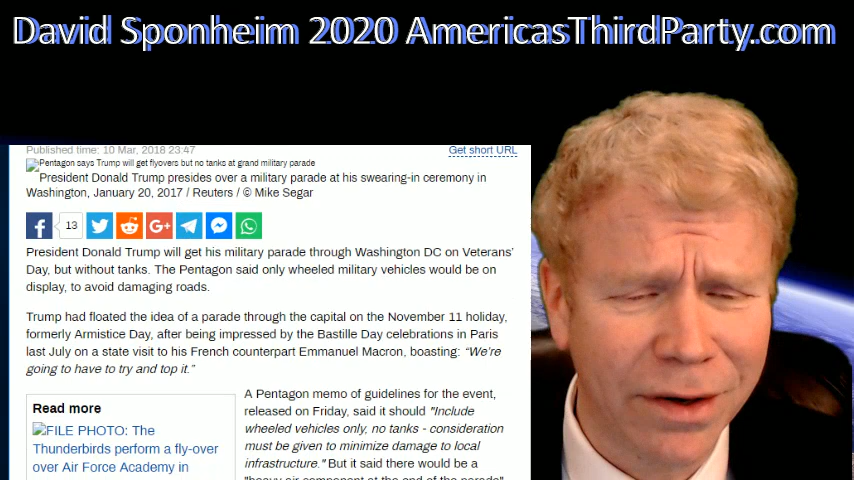 David Sponheim 2020 AmericasThirdParty.com
Published time: 10 Mar, 2018 23:47
Get short URL
Pentagon says Trump will get flyovers but no tanks at grand military parade
President Donald Trump presides over a military parade at his swearing-in ceremony in
Washington, January 20, 2017 / Reuters / © Mike Segar
f
13
G+
President Donald Trump will get his military parade through Washington DC on Veterans'
Day, but without tanks. The Pentagon said only wheeled military vehicles would be on
display, to avoid damaging roads.
Trump had floated the idea of a parade through the capital on the November 11 holiday,
formerly Armistice Day, after being impressed by the Bastille Day celebrations in Paris
last July on a state visit to his French counterpart Emmanuel Macron, boasting: “We’re
going to have to try and top it.”
Read more
FILE PHOTO: The
Thunderbirds perform a fly-over
over Air Force Academy in
A Pentagon memo of guidelines for the event,
released on Friday, said it should "Include
wheeled vehicles only, no tanks - consideration
must be given to minimize damage to local
infrastructure." But it said there would be a
"heavy air component at the end of the parade"